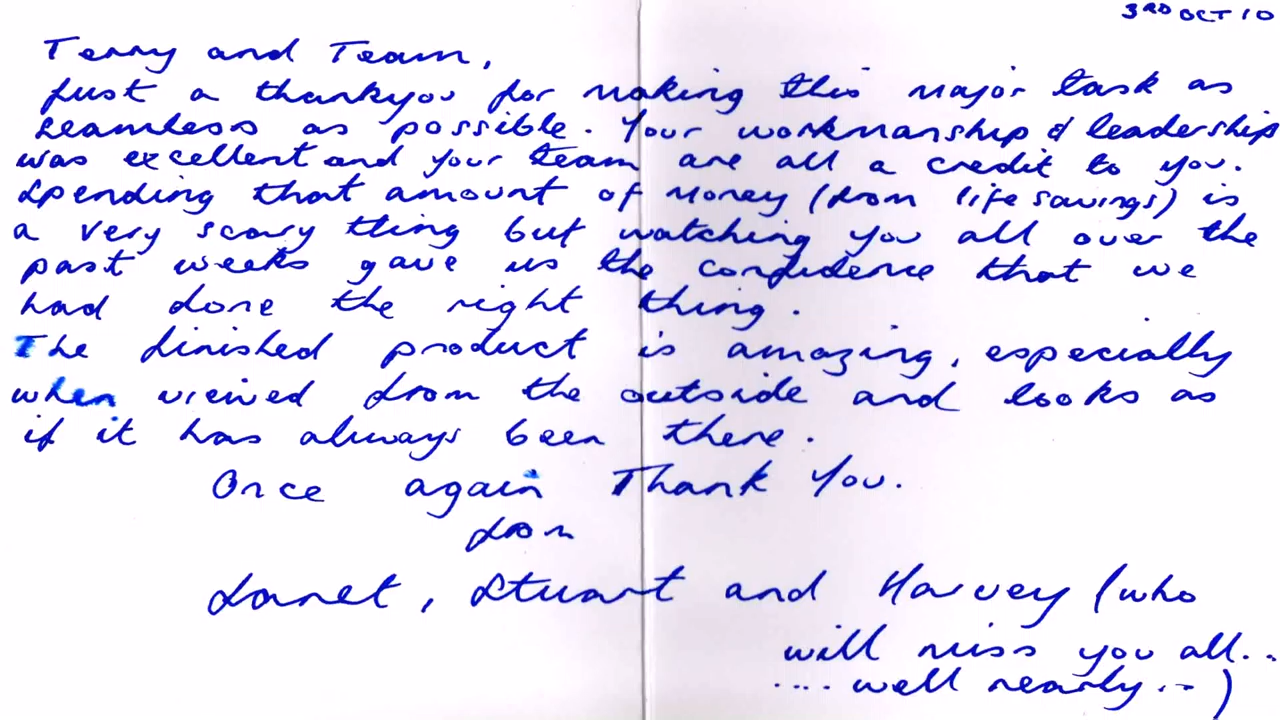 3RD OCT 10
Terry and Team,
Just a thankyou for making this major task as
seamless as possible. Your workmanship & leadership
was excellent and your team are all a credit to you.
Spending that amount of money (from life savings) is
a very scary thing but watching you all over the
past weeks gave us the confidence that we
had done the right thing.
The finished product is amazing, especially
when viewed from the outside and looks as
if it has always been there.
Once again Thank You.
from
Janet, Stuart and Harvey (who
will miss you all..
.... well nearly...)